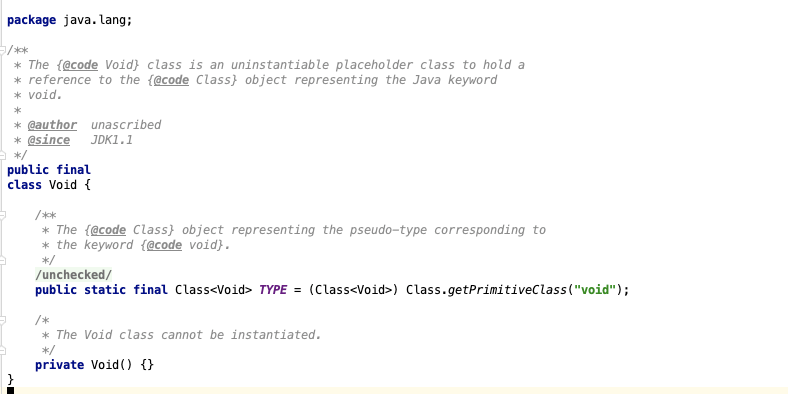 package java.lang;
/**
 * The {@code Void} class is an uninstantiable placeholder class to hold a
 * reference to the {@code Class} object representing the Java keyword
 * void.
 *
 * @author  unascribed
 * @since   JDK1.1
 */
public final
class Void {
    /**
     * The {@code Class} object representing the pseudo-type corresponding to
     * the keyword {@code void}.
     */
    /unchecked/
    public static final Class<Void> TYPE = (Class<Void>) Class.getPrimitiveClass("void");
    /*
     * The Void class cannot be instantiated.
     */
    private Void() {}
}